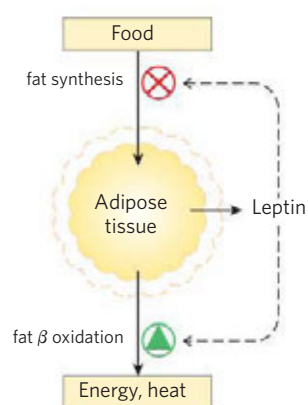 Food
fat synthesis
Adipose
tissue
Leptin
fat β oxidation
Energy, heat